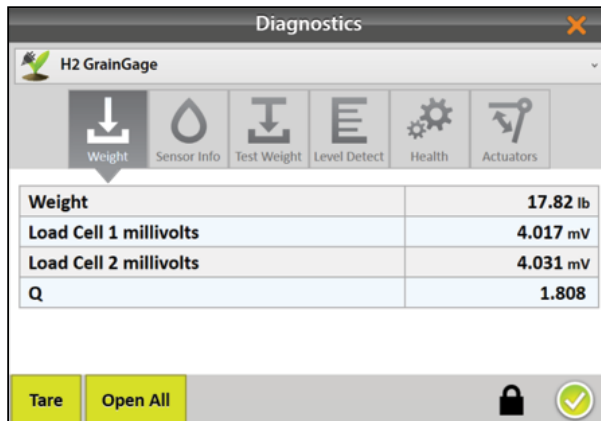 Diagnostics
H2 GrainGage
Weight Sensor Info Test Weight Level Detect Health Actuators
Weight 17.82 lb
Load Cell 1 millivolts 4.017 mV
Load Cell 2 millivolts 4.031 mV
Q 1.808
Tare Open All